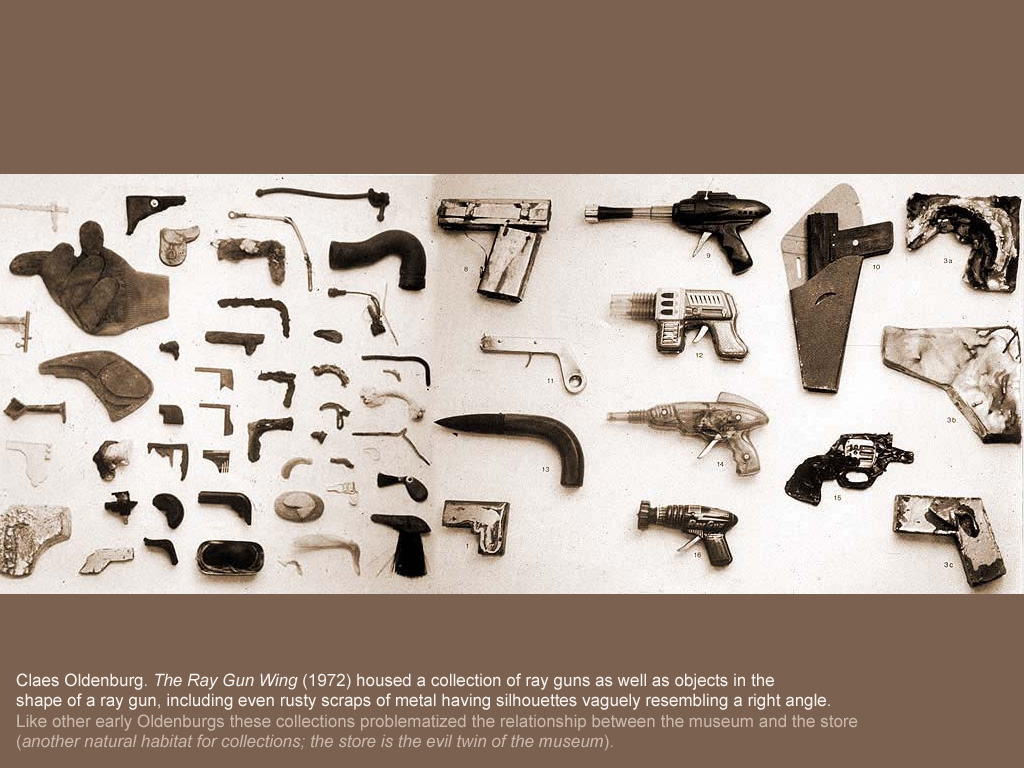 8
9
10
3a
12
11
3b
13
14
15
1
16
Ray Gun
3c
Claes Oldenburg. The Ray Gun Wing (1972) housed a collection of ray guns as well as objects in the
shape of a ray gun, including even rusty scraps of metal having silhouettes vaguely resembling a right angle.
Like other early Oldenburgs these collections problematized the relationship between the museum and the store
(another natural habitat for collections; the store is the evil twin of the museum).